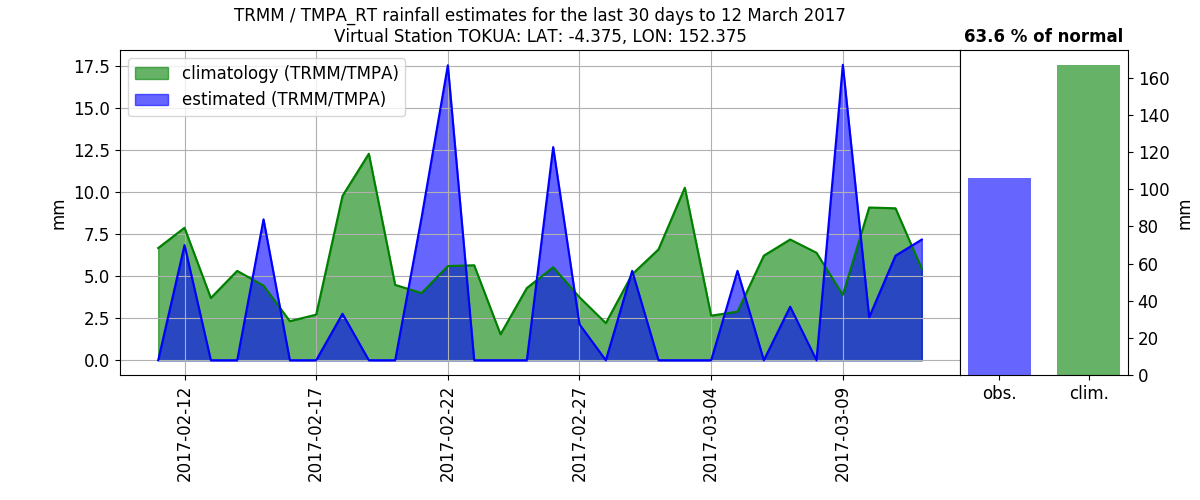 TRMM / TMPA_RT rainfall estimates for the last 30 days to 12 March 2017
Virtual Station TOKUA: LAT: -4.375, LON: 152.375
63.6 % of normal
climatology (TRMM/TMPA)
estimated (TRMM/TMPA)
17.5
15.0
12.5
10.0
7.5
5.0
2.5
0.0
mm
2017-02-12
2017-02-17
2017-02-22
2017-02-27
2017-03-04
2017-03-09
160
140
120
100
80
60
40
20
0
mm
obs.
clim.